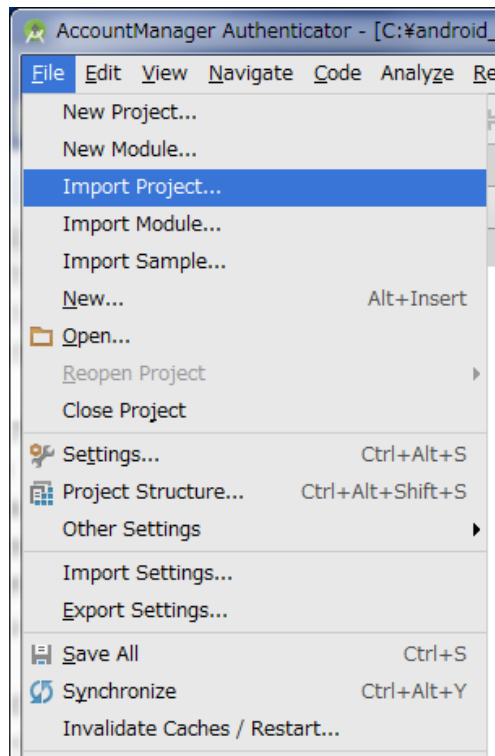 AccountManager Authenticator - [C:¥android_
File Edit View Navigate Code Analyze Re
New Project...
New Module...
Import Project...
Import Module...
Import Sample...
New... Alt+Insert
Open...
Reopen Project
Close Project
Settings... Ctrl+Alt+S
Project Structure... Ctrl+Alt+Shift+S
Other Settings
Import Settings...
Export Settings...
Save All Ctrl+S
Synchronize Ctrl+Alt+Y
Invalidate Caches / Restart...